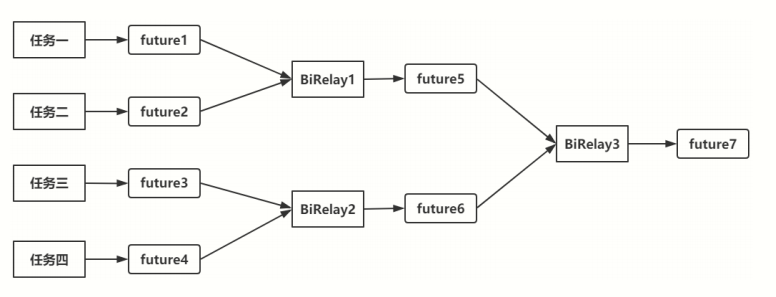 任务一
future1
任务二
future2
BiRelay1
future5
任务三
future3
任务四
future4
BiRelay2
future6
BiRelay3
future7